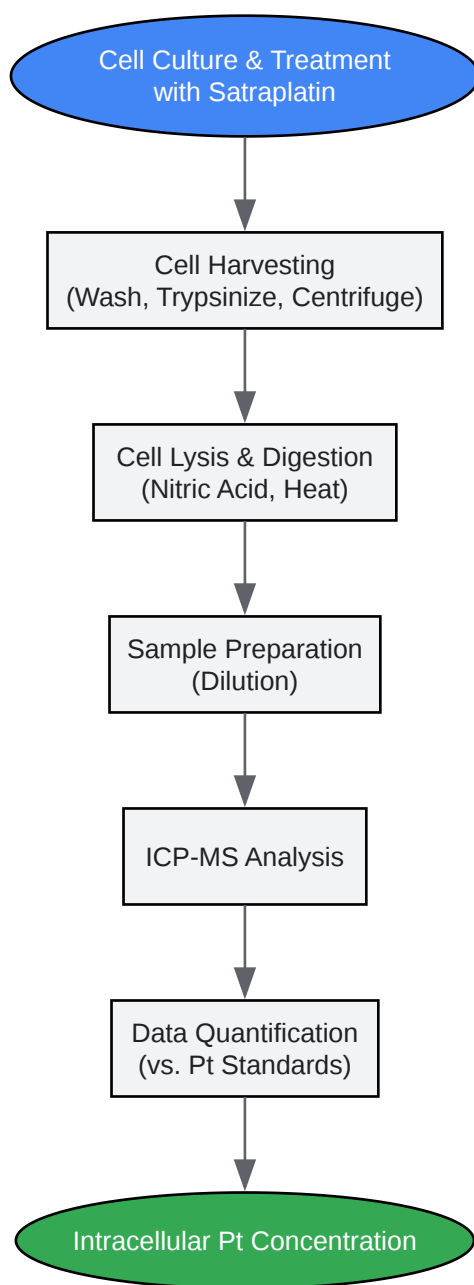 Cell Culture & Treatment
with Satraplatin
Cell Harvesting
(Wash, Trypsinize, Centrifuge)
Cell Lysis & Digestion
(Nitric Acid, Heat)
Sample Preparation
(Dilution)
ICP-MS Analysis
Data Quantification
(vs. Pt Standards)
Intracellular Pt Concentration